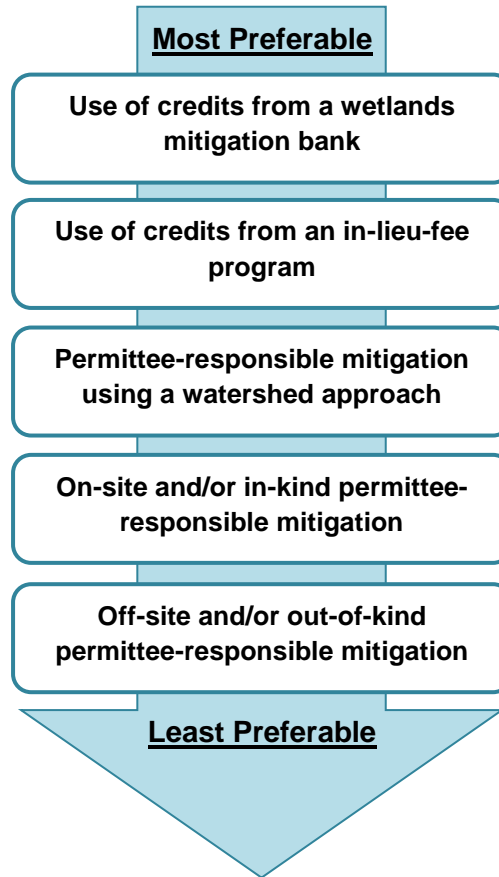 Most Preferable
Use of credits from a wetlands
mitigation bank
Use of credits from an in-lieu-fee
program
Permittee-responsible mitigation
using a watershed approach
On-site and/or in-kind permittee-
responsible mitigation
Off-site and/or out-of-kind
permittee-responsible mitigation
Least Preferable